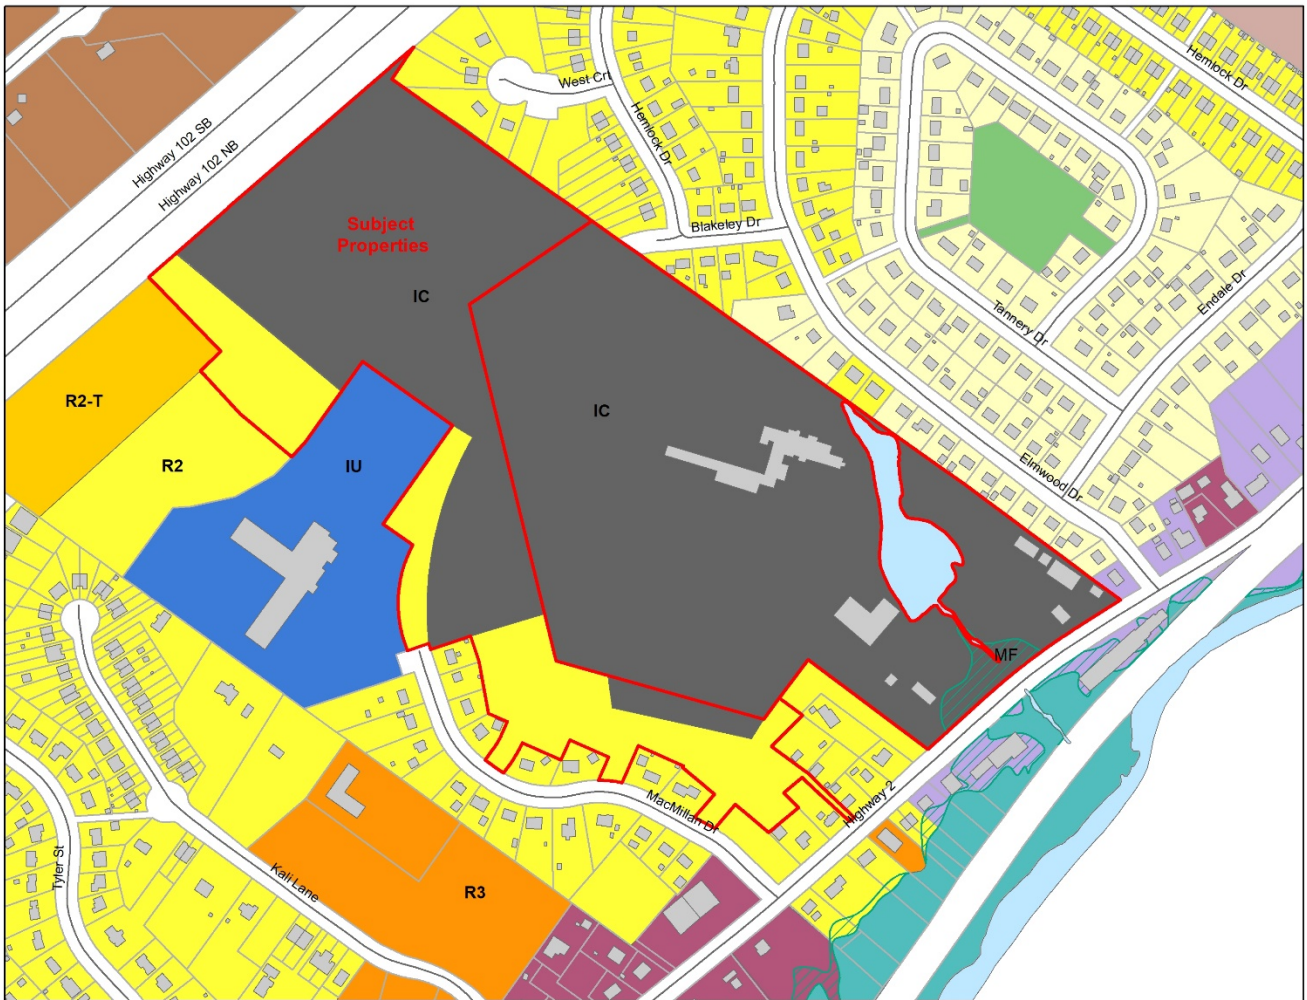 Hemlock Dr
West Crt
Hemlock Dr
Highway 102 SB
Highway 102 NB
Subject
Properties
Blakeley Dr
IC
Endale Dr
Tannery Dr
R2-T
IC
R2
IU
Elmwood Dr
MF
MacMillan Dr
Highway 2
Tyler St
Kali Lane
R3